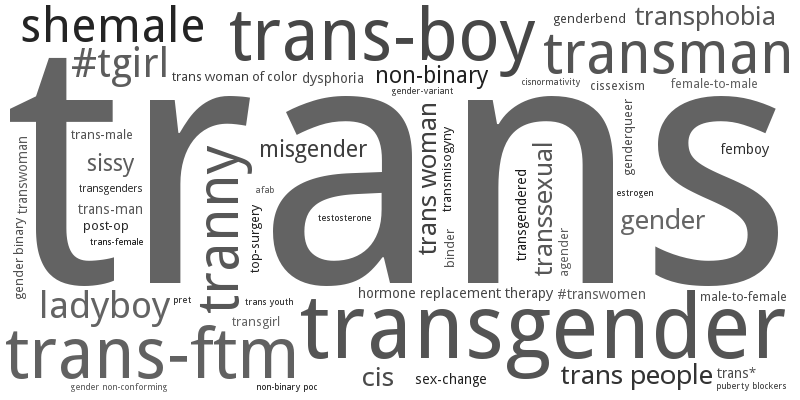 shemale
trans-boy
genderbend
transphobia
#tgirl
transman
trans woman of color
dysphoria
non-binary
cisnormativity
cissexism
female-to-male
gender-variant
trans
trans-male
sissy
transgenders
trans-man
post-op
trans-female
gender binary
transwoman
tranny
misgender
afab
top-surgery
testosterone
trans woman
transmisogyny
binder
transgendered
transsexual
agender
genderqueer
femboy
estrogen
gender
ladyboy
pret
trans youth
hormone replacement therapy
#transwomen
male-to-female
transgirl
transgender
trans-ftm
gender non-conforming
non-binary poc
cis
sex-change
trans people
trans*
puberty blockers